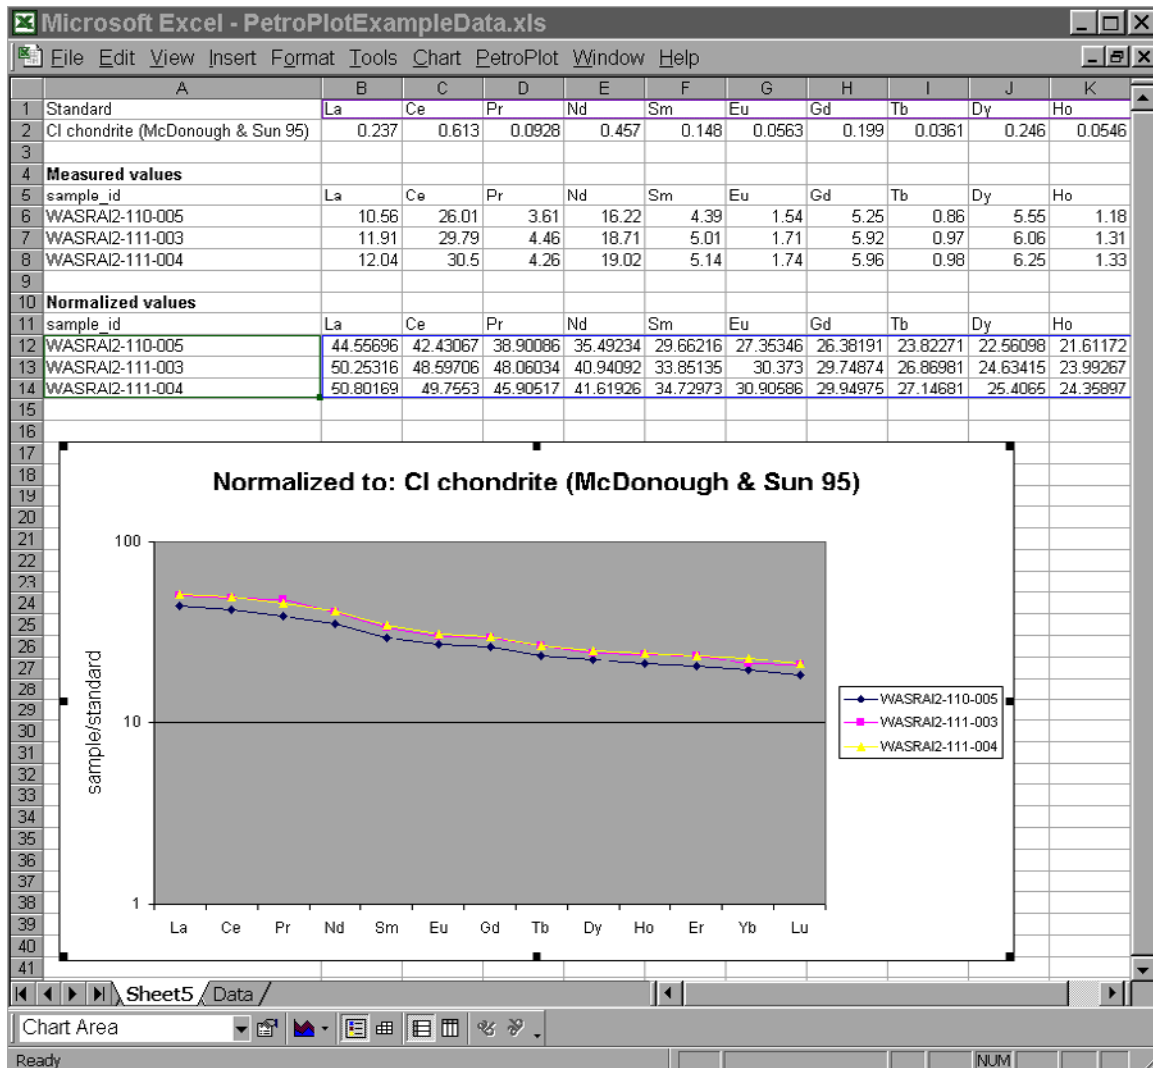 Microsoft Excel - PetroPlotExampleData.xls
File Edit View Insert Format Tools Chart PetroPlot Window Help
A B C D E F G H I J K
1 Standard La Ce Pr Nd Sm Eu Gd Tb Dy Ho
2 CI chondrite (McDonough & Sun 95) 0.237 0.613 0.0928 0.457 0.148 0.0563 0.199 0.0361 0.246 0.0546
3
4 Measured values
5 sample_id La Ce Pr Nd Sm Eu Gd Tb Dy Ho
6 WASRAI2-110-005 10.56 26.01 3.61 16.22 4.39 1.54 5.25 0.86 5.55 1.18
7 WASRAI2-111-003 11.91 29.79 4.46 18.71 5.01 1.71 5.92 0.97 6.06 1.31
8 WASRAI2-111-004 12.04 30.5 4.26 19.02 5.14 1.74 5.96 0.98 6.25 1.33
9
10 Normalized values
11 sample_id La Ce Pr Nd Sm Eu Gd Tb Dy Ho
12 WASRAI2-110-005 44.55696 42.43067 38.90086 35.49234 29.66216 27.35346 26.38191 23.82271 22.56098 21.61172
13 WASRAI2-111-003 50.25316 48.59706 48.06034 40.94092 33.85135 30.373 29.74874 26.86981 24.63415 23.99267
14 WASRAI2-111-004 50.80169 49.7553 45.90517 41.61926 34.72973 30.90586 29.94975 27.14681 25.4065 24.35897
15
16
17
18
19
20
21
22
23
24
25
26
27
28
29
30
31
32
33
34
35
36
37
38
39
40
41
Normalized to: CI chondrite (McDonough & Sun 95)
100
10
1
sample/standard
La Ce Pr Nd Sm Eu Gd Tb Dy Ho Er Yb Lu
WASRAI2-110-005
WASRAI2-111-003
WASRAI2-111-004
Sheet5 Data
Chart Area
Ready NUM